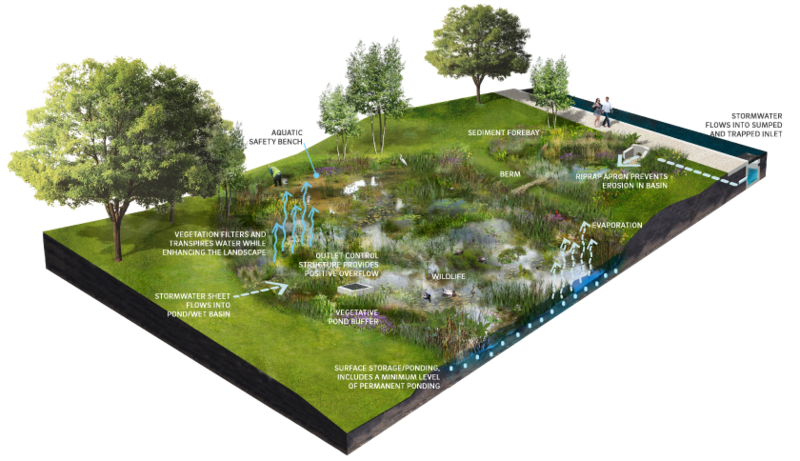 STORMWATER
FLOWS INTO SUMPED
AND TRAPPED INLET
AQUATIC
SAFETY BENCH
SEDIMENT FOREBAY
BERM
RIPRAP APRON PREVENTS
EROSION IN BASIN
EVAPORATION
VEGETATION FILTERS AND
TRANSPIRES WATER WHILE
ENHANCING THE LANDSCAPE
OUTLET CONTROL
STRUCTURE PROVIDES
POSITIVE OVERFLOW
WILDLIFE
STORMWATER SHEET
FLOWS INTO
POND/WET BASIN
VEGETATIVE
POND BUFFER
SURFACE STORAGE/PONDING,
INCLUDES A MINIMUM LEVEL
OF PERMANENT PONDING